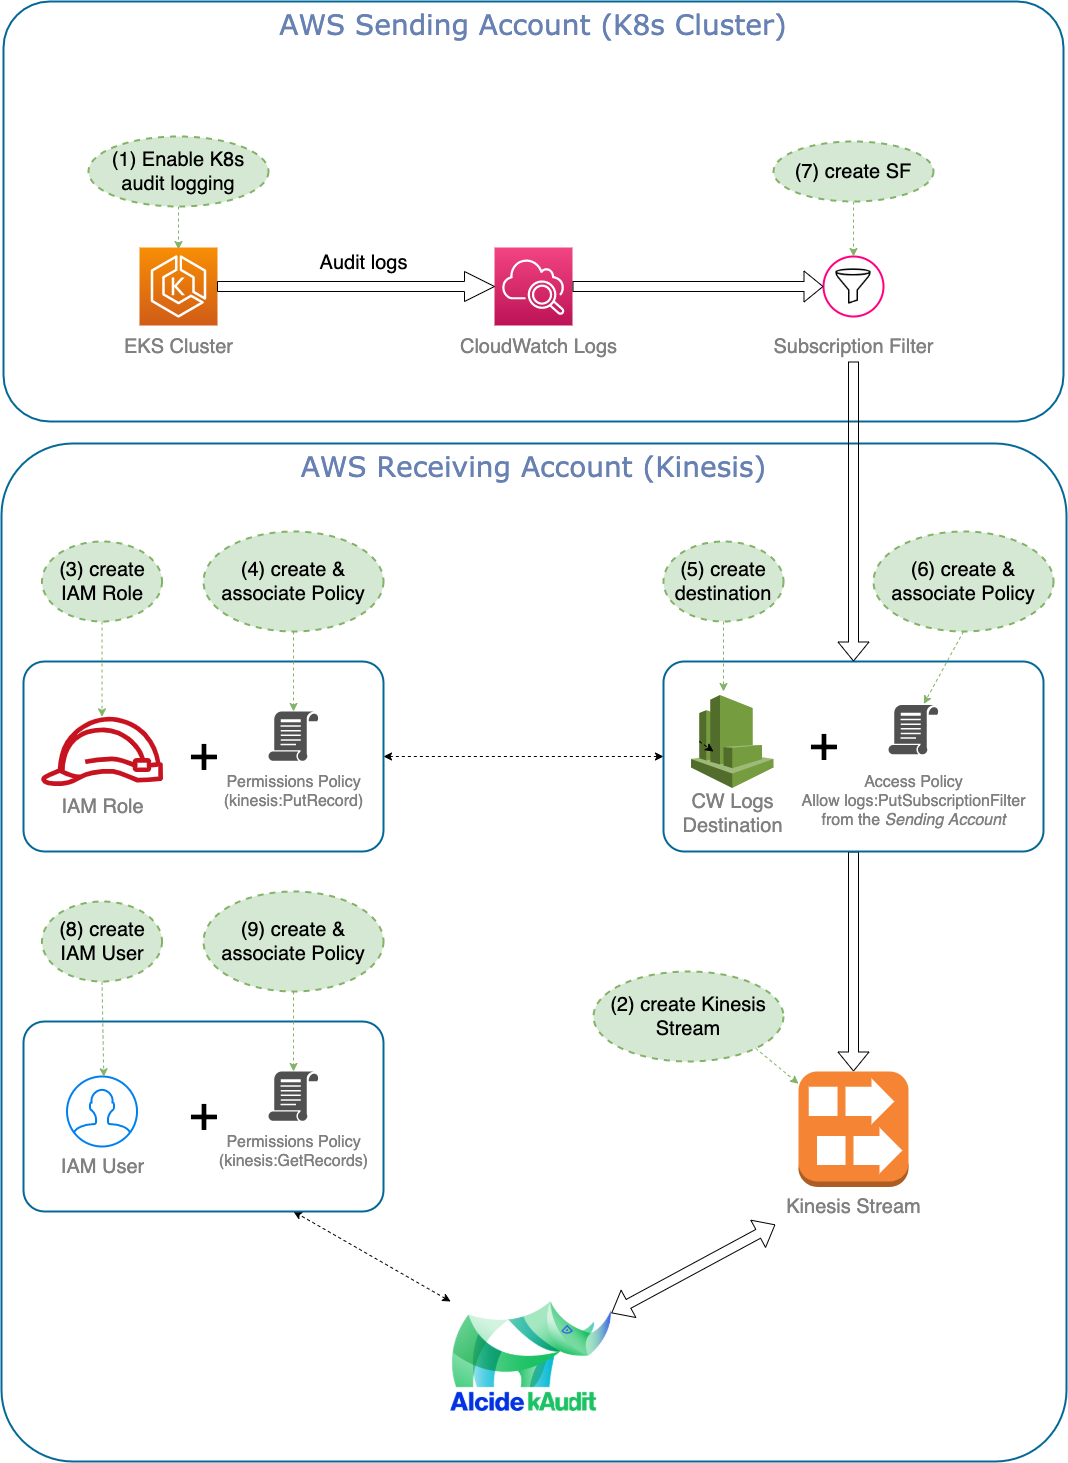 AWS Sending Account (K8s Cluster)
(1) Enable K8s
audit logging
(7) create SF
Audit logs
K
EKS Cluster
CloudWatch Logs
Subscription Filter
AWS Receiving Account (Kinesis)
(3) create
IAM Role
(4) create &
associate Policy
(5) create
destination
(6) create &
associate Policy
IAM Role
+
Permissions Policy
(kinesis:PutRecord)
CW Logs
Destination
+
Access Policy
Allow logs:PutSubscriptionFilter
from the Sending Account
(8) create
IAM User
(9) create &
associate Policy
(2) create Kinesis
Stream
IAM User
+
Permissions Policy
(kinesis:GetRecords)
Kinesis Stream
Alcide kAudit